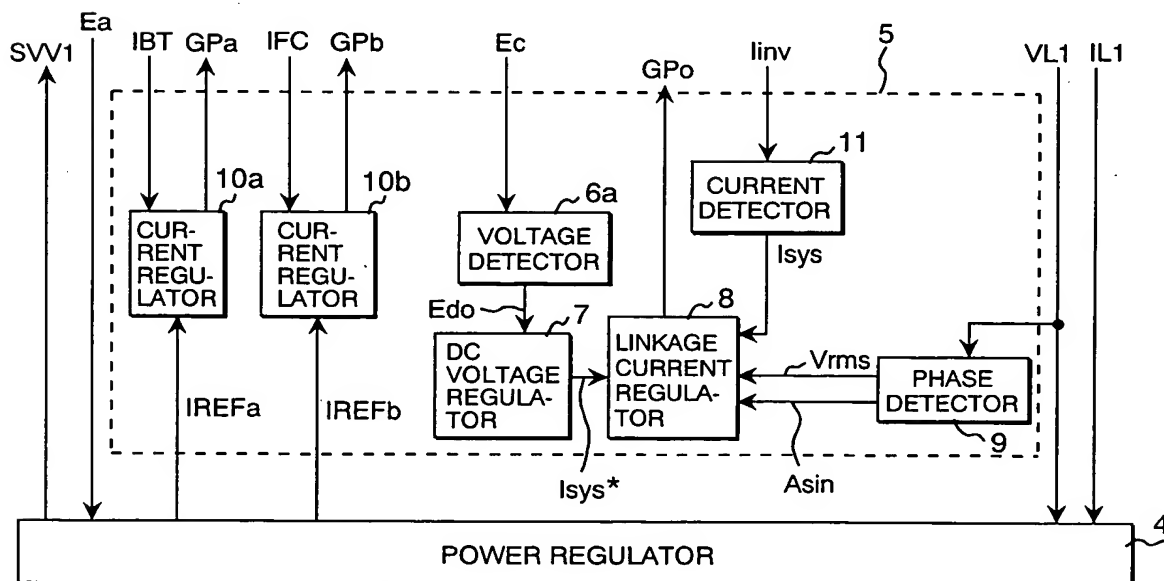 SVV1
Ea
IBT
GPa
IFC
GPb
Ec
GPo
Iinv
5
VL1
IL1
10a
CUR-
RENT
REGU-
LATOR
10b
CUR-
RENT
REGU-
LATOR
6a
VOLTAGE
DETECTOR
11
CURRENT
DETECTOR
Isys
Edo
7
DC
VOLTAGE
REGULA-
TOR
8
LINKAGE
CURRENT
REGULA-
TOR
Vrms
PHASE
DETECTOR
9
IREFa
IREFb
Isys*
Asin
POWER REGULATOR
4